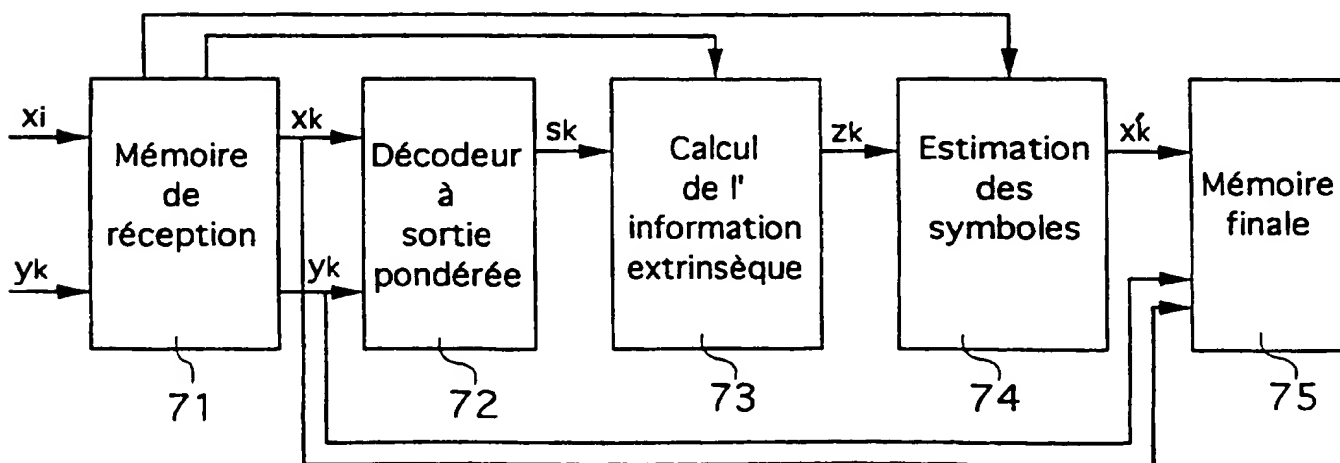 xi
yk
Mémoire
de
réception
71
xk
yk
Décodeur
à
sortie
pondérée
72
sk
Calcul
de l'
information
extrinsèque
73
zk
Estimation
des
symboles
74
x'k
Mémoire
finale
75